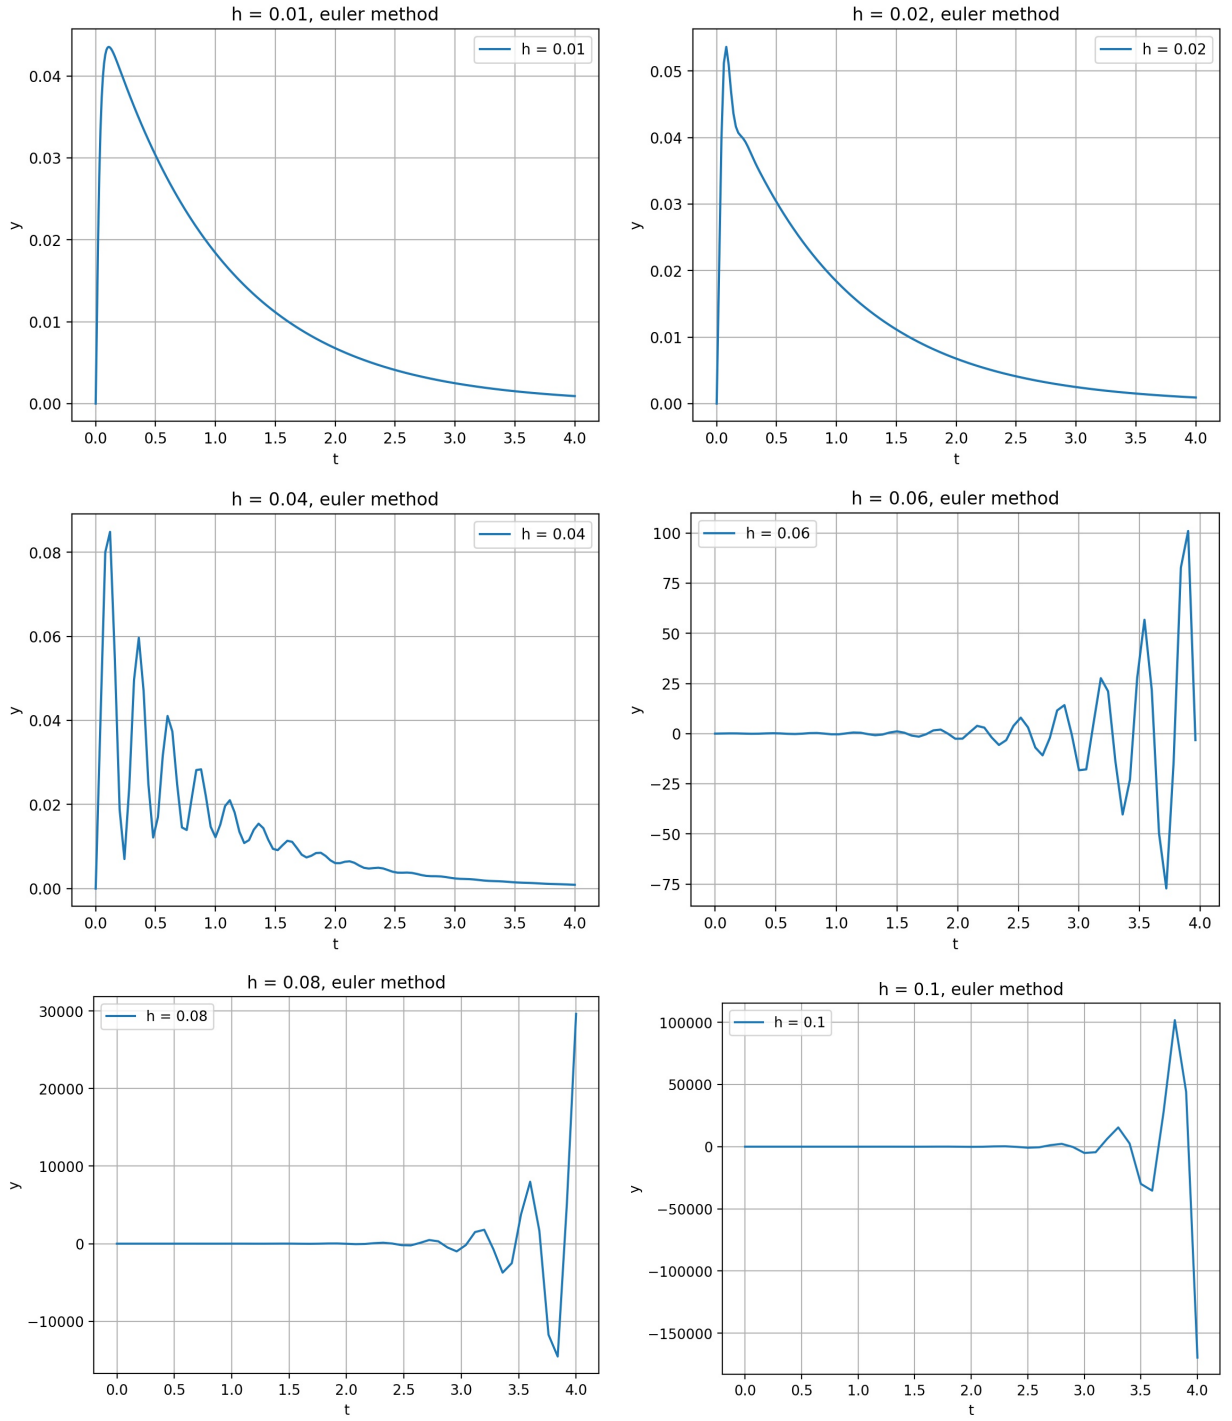 h = 0.01, euler method
h = 0.01
0.04
0.03
0.02
0.01
0.00
y
0.0 0.5 1.0 1.5 2.0 2.5 3.0 3.5 4.0
t
h = 0.02, euler method
h = 0.02
0.05
0.04
0.03
0.02
0.01
0.00
y
0.0 0.5 1.0 1.5 2.0 2.5 3.0 3.5 4.0
t
h = 0.04, euler method
h = 0.04
0.08
0.06
0.04
0.02
0.00
y
0.0 0.5 1.0 1.5 2.0 2.5 3.0 3.5 4.0
t
h = 0.06, euler method
h = 0.06
100
75
50
25
0
−25
−50
−75
y
0.0 0.5 1.0 1.5 2.0 2.5 3.0 3.5 4.0
t
h = 0.08, euler method
h = 0.08
30000
20000
10000
0
−10000
y
0.0 0.5 1.0 1.5 2.0 2.5 3.0 3.5 4.0
t
h = 0.1, euler method
h = 0.1
100000
50000
0
−50000
−100000
−150000
y
0.0 0.5 1.0 1.5 2.0 2.5 3.0 3.5 4.0
t